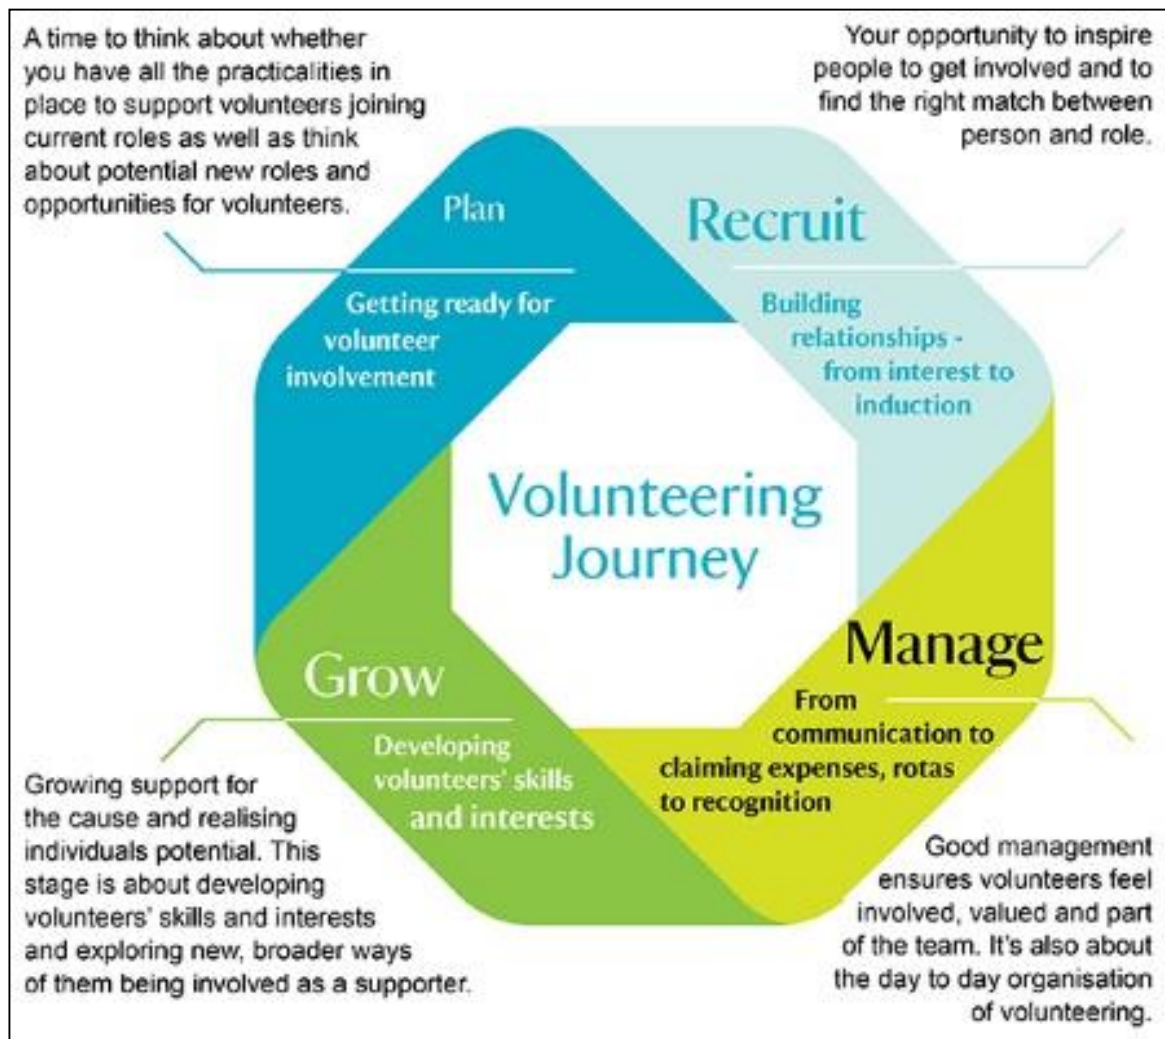 A time to think about whether
you have all the practicalities in
place to support volunteers joining
current roles as well as think
about potential new roles and
opportunities for volunteers.
Plan
Getting ready for
volunteer
involvement
Your opportunity to inspire
people to get involved and to
find the right match between
person and role.
Recruit
Building
relationships -
from interest to
induction
Volunteering
Journey
Manage
From
communication to
claiming expenses, rotas
to recognition
Good management
ensures volunteers feel
involved, valued and part
of the team. It's also about
the day to day organisation
of volunteering.
Grow
Developing
volunteers' skills
and interests
Growing support for
the cause and realising
individuals potential. This
stage is about developing
volunteers' skills and interests
and exploring new, broader ways
of them being involved as a supporter.